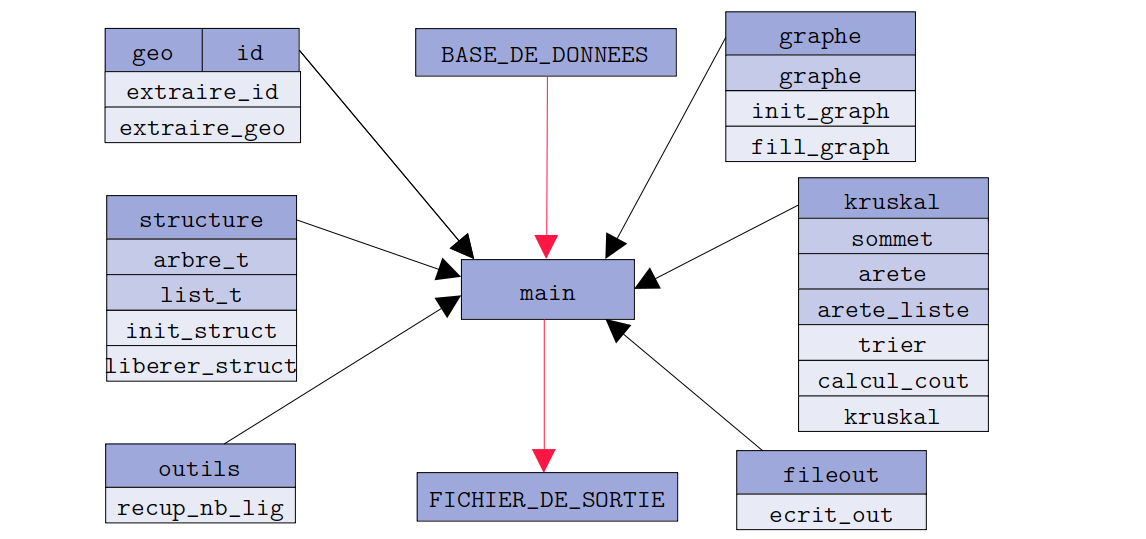 geo id
extraire_id
extraire_geo
BASE_DE_DONNEES
graphe
graphe
init_graph
fill_graph
structure
arbre_t
list_t
init_struct
liberer_struct
main
kruskal
sommet
arete
arete_liste
trier
calcul_cout
kruskal
outils
recup_nb_lig
FICHIER_DE_SORTIE
fileout
ecrit_out